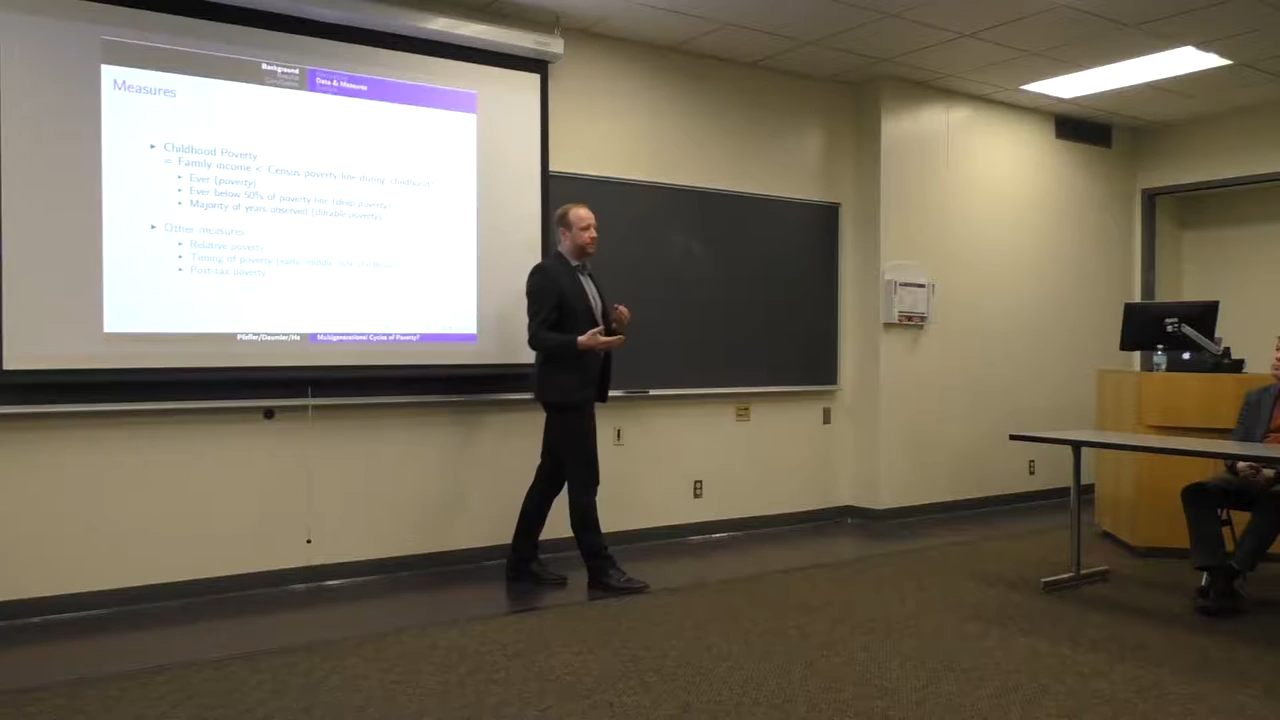 Background
Data & Measures
Measures
Childhood Poverty
= Family income < Census poverty line during childhood
Ever (poverty)
Ever below 50% of poverty line (deep poverty)
Majority of years observed (durable poverty)
Other measures
Relative poverty
Timing of poverty (early, middle,
Post-tax poverty
Pfeffer/Daumler/He Multigenerational Cycles of Poverty?